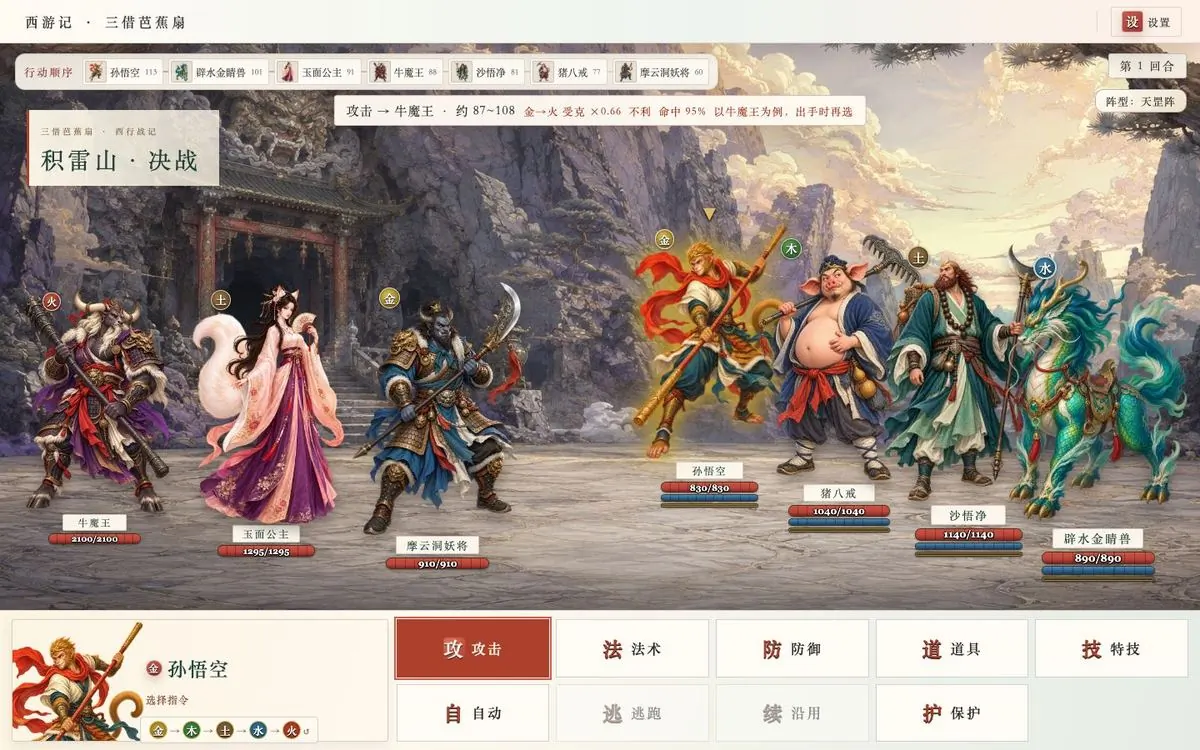 西游记 · 三借芭蕉扇
设 设置
行动顺序 孙悟空 113 辟水金睛兽 101 玉面公主 91 牛魔王 88 沙悟净 81 猪八戒 77 摩云洞妖将 60
第 1 回合
攻击 → 牛魔王 · 约 87~108 金→火 受克 ×0.66 不利 命中 95% 以牛魔王为例，出手时再选
阵型：天罡阵
三借芭蕉扇 · 西行战记
积雷山 · 决战
火
土
金
金
木
土
水
牛魔王
2100/2100
玉面公主
1295/1295
摩云洞妖将
910/910
孙悟空
830/830
猪八戒
1040/1040
沙悟净
1140/1140
辟水金睛兽
890/890
金 孙悟空
选择指令
金→木→土→水→火↺
攻 攻击
法 法术
防 防御
道 道具
技 特技
自 自动
逃 逃跑
续 沿用
护 保护